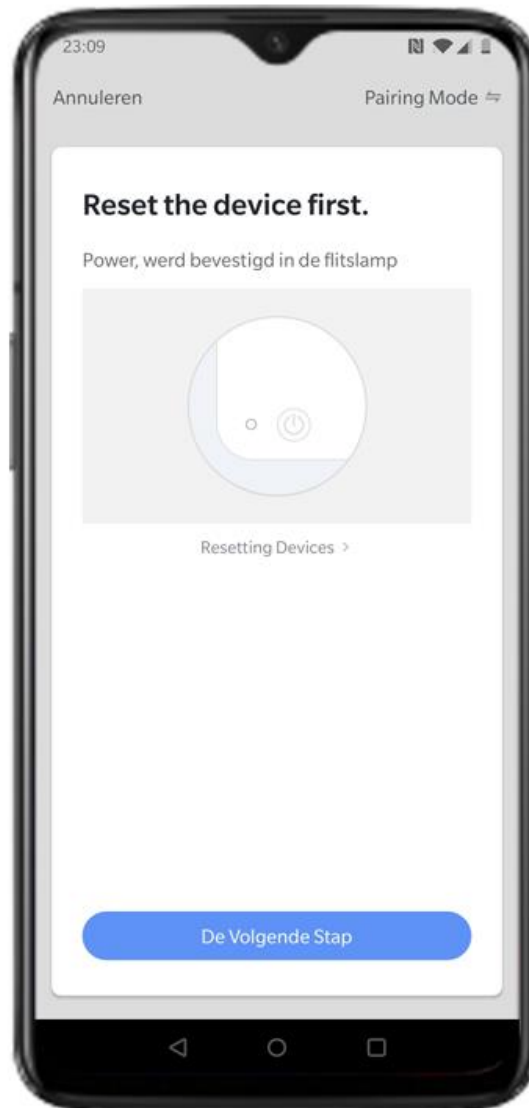 23:09
Annuleren
Pairing Mode ⇋
Reset the device first.
Power, werd bevestigd in de flitslamp
Resetting Devices >
De Volgende Stap